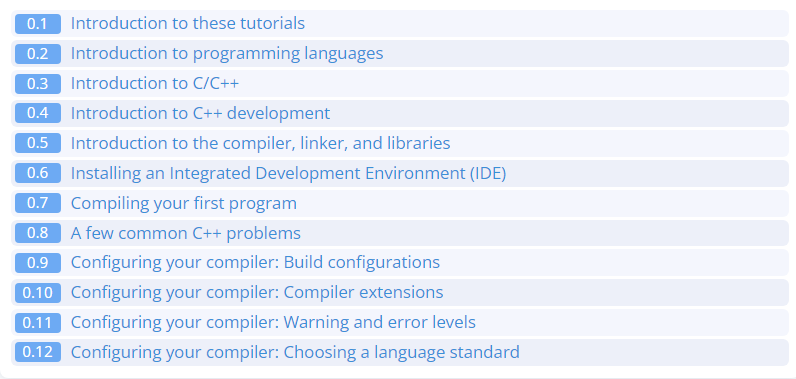 0.1 Introduction to these tutorials
0.2 Introduction to programming languages
0.3 Introduction to C/C++
0.4 Introduction to C++ development
0.5 Introduction to the compiler, linker, and libraries
0.6 Installing an Integrated Development Environment (IDE)
0.7 Compiling your first program
0.8 A few common C++ problems
0.9 Configuring your compiler: Build configurations
0.10 Configuring your compiler: Compiler extensions
0.11 Configuring your compiler: Warning and error levels
0.12 Configuring your compiler: Choosing a language standard